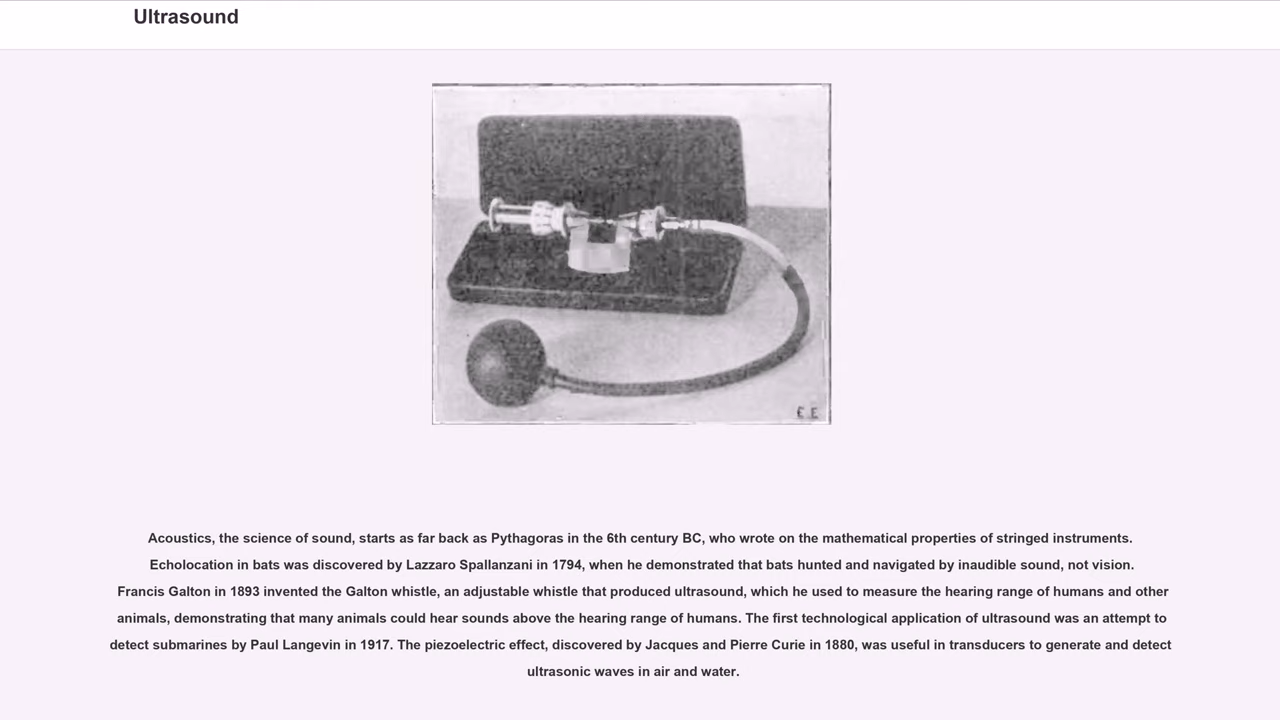 Ultrasound
E E
Acoustics, the science of sound, starts as far back as Pythagoras in the 6th century BC, who wrote on the mathematical properties of stringed instruments.
Echolocation in bats was discovered by Lazzaro Spallanzani in 1794, when he demonstrated that bats hunted and navigated by inaudible sound, not vision.
Francis Galton in 1893 invented the Galton whistle, an adjustable whistle that produced ultrasound, which he used to measure the hearing range of humans and other
animals, demonstrating that many animals could hear sounds above the hearing range of humans. The first technological application of ultrasound was an attempt to
detect submarines by Paul Langevin in 1917. The piezoelectric effect, discovered by Jacques and Pierre Curie in 1880, was useful in transducers to generate and detect
ultrasonic waves in air and water.